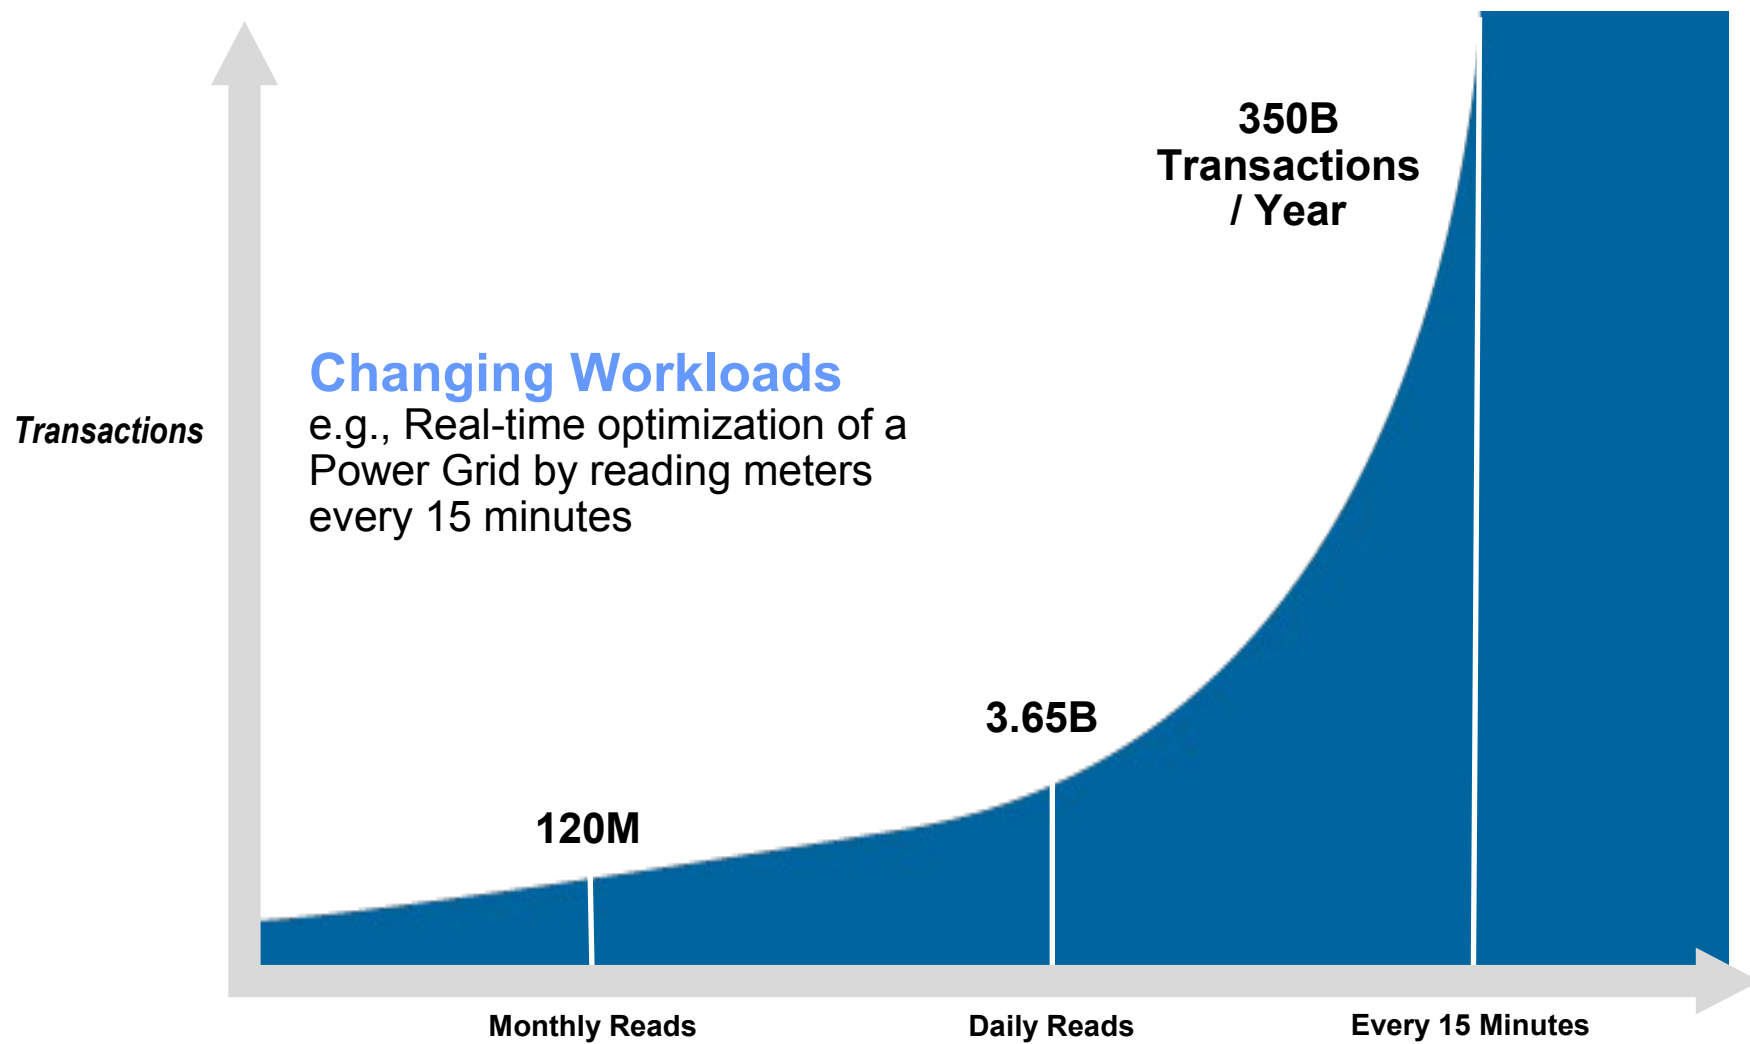 350B
Transactions
/ Year
Changing Workloads
e.g., Real-time optimization of a
Power Grid by reading meters
every 15 minutes
Transactions
3.65B
120M
Monthly Reads
Daily Reads
Every 15 Minutes